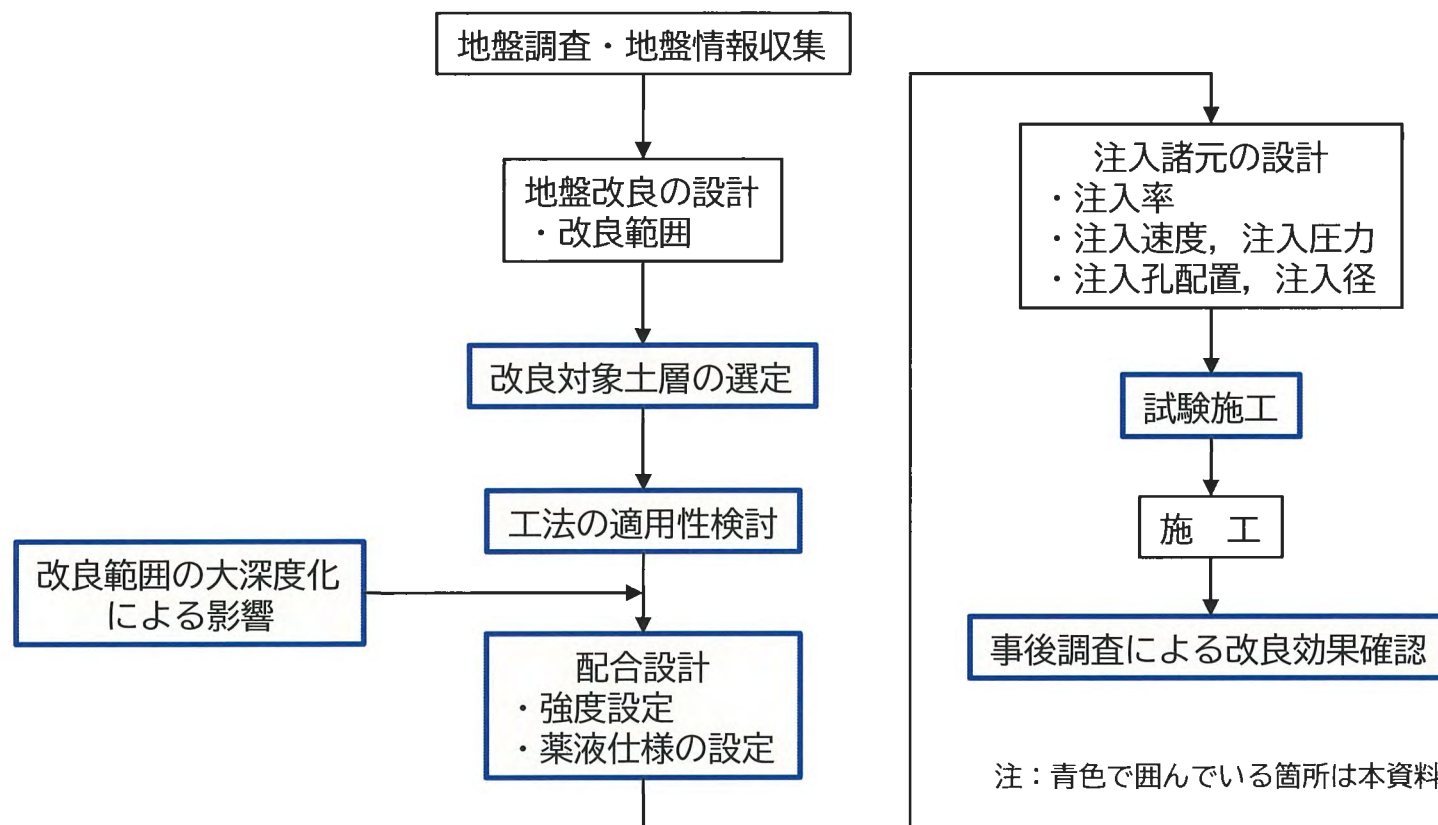 地盤調査・地盤情報収集
地盤改良の設計
・改良範囲
改良対象土層の選定
工法の適用性検討
改良範囲の大深度化
による影響
配合設計
・強度設定
・薬液仕様の設定
注入諸元の設計
・注入率
・注入速度，注入圧力
・注入孔配置，注入径
試験施工
施　工
事後調査による改良効果確認
注：青色で囲んでいる箇所は本資料